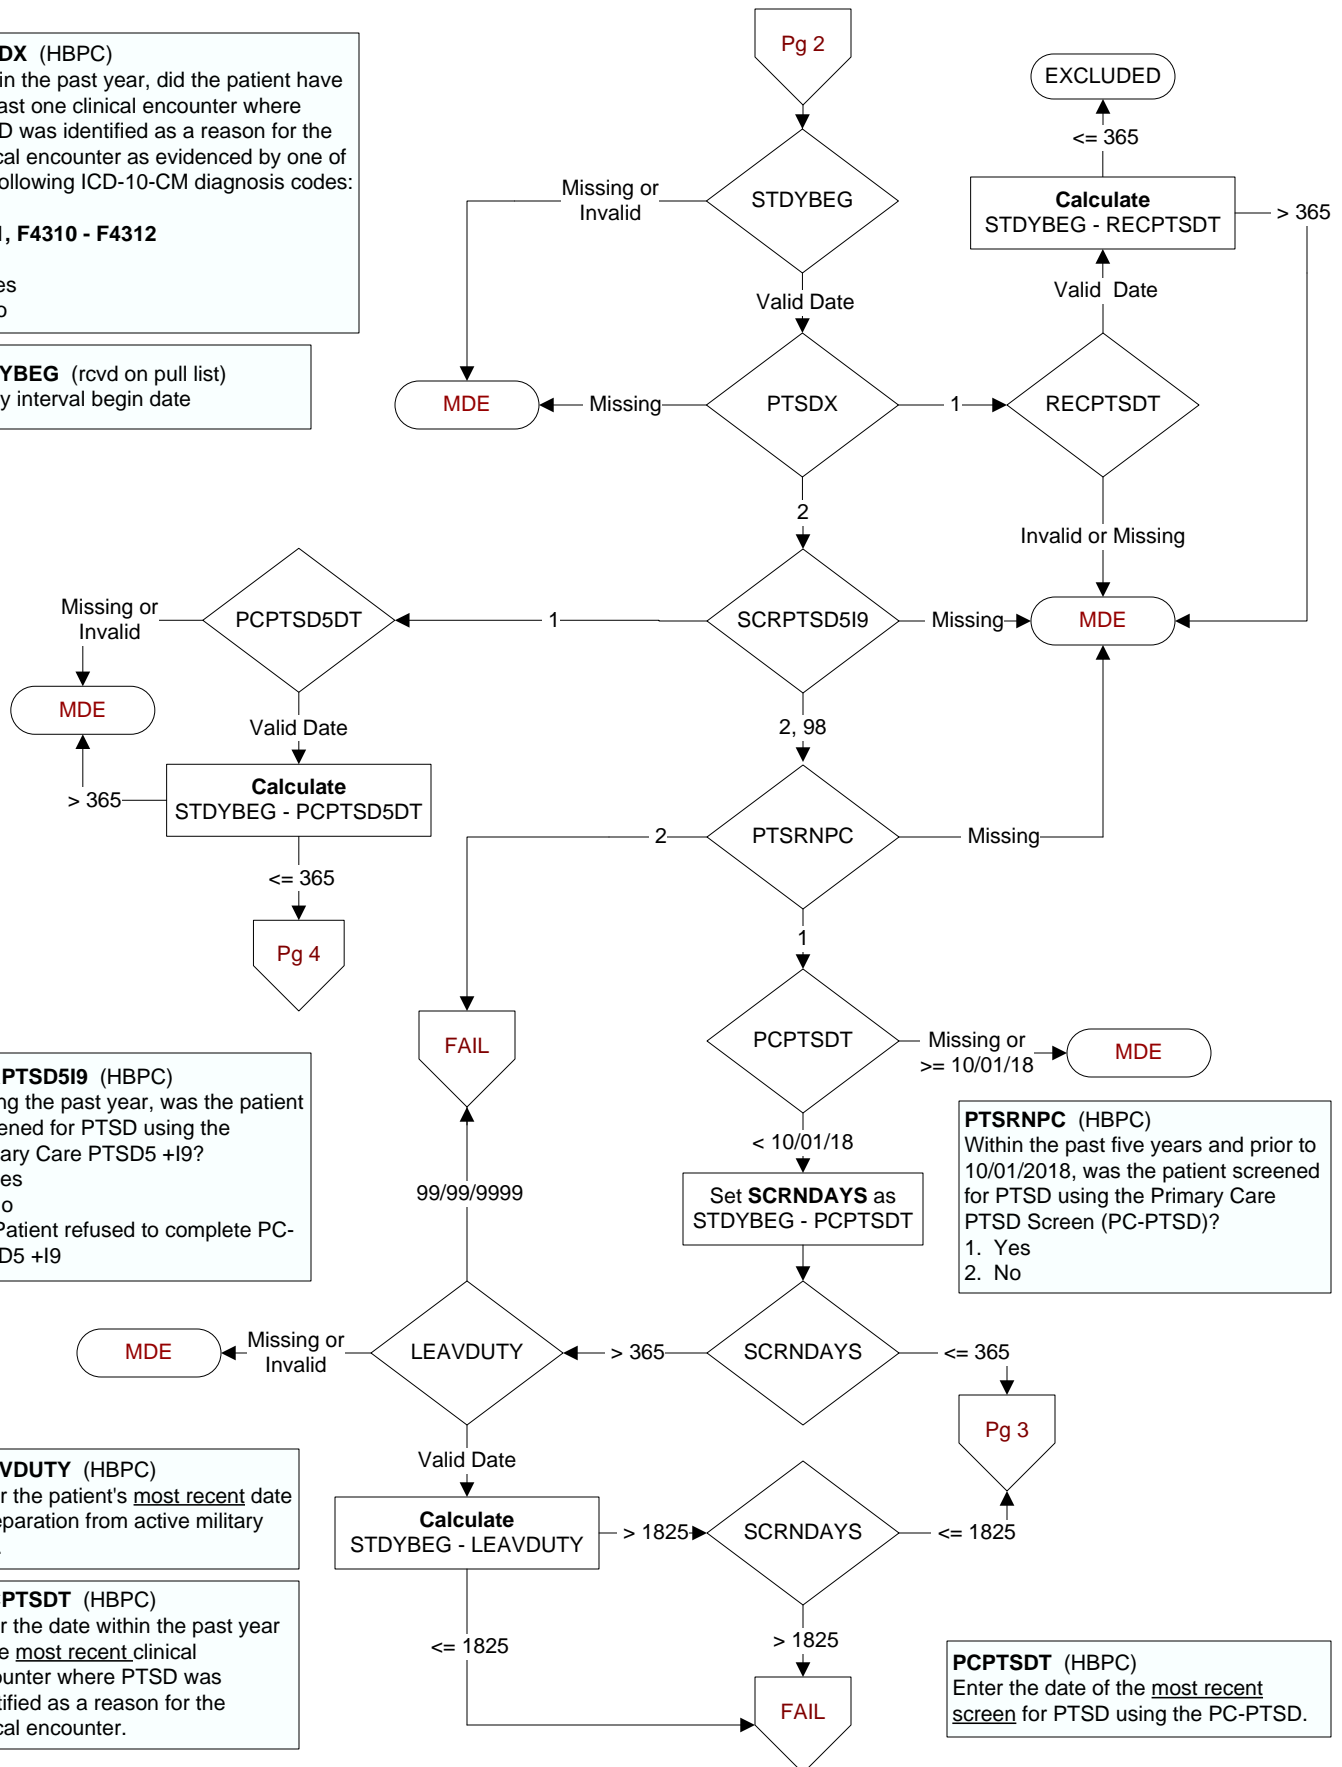 Pg 2
DX (HBPC)
in the past year, did the patient have
ast one clinical encounter where
D was identified as a reason for the
cal encounter as evidenced by one of
ollowing ICD-10-CM diagnosis codes:
, F4310 - F4312
es
o
EXCLUDED
<= 365
Calculate
STDYBEG - RECPTSDT
> 365
Missing or
Invalid
STDYBEG
Valid Date
Valid Date
YBEG (rcvd on pull list)
y interval begin date
MDE
Missing
PTSDX
1
RECPTSDT
2
Invalid or Missing
Missing or
Invalid
PCPTSD5DT
1
SCRPTSD5I9
Missing
MDE
MDE
Valid Date
2, 98
> 365
Calculate
STDYBEG - PCPTSD5DT
2
PTSRNPC
Missing
<= 365
1
Pg 4
FAIL
PCPTSDT
Missing or
>= 10/01/18
MDE
PTSD5I9 (HBPC)
ng the past year, was the patient
ened for PTSD using the
ary Care PTSD5 +I9?
es
o
Patient refused to complete PC-
D5 +I9
< 10/01/18
PTSRNPC (HBPC)
Within the past five years and prior to
10/01/2018, was the patient screened
for PTSD using the Primary Care
PTSD Screen (PC-PTSD)?
1. Yes
2. No
99/99/9999
Set SCRNDAYS as
STDYBEG - PCPTSDT
MDE
Missing or
Invalid
LEAVDUTY
> 365
SCRNDAYS
<= 365
Pg 3
Valid Date
VDUTY (HBPC)
r the patient's most recent date
eparation from active military
.
Calculate
STDYBEG - LEAVDUTY
> 1825
SCRNDAYS
<= 1825
PTSDT (HBPC)
r the date within the past year
e most recent clinical
unter where PTSD was
tified as a reason for the
cal encounter.
<= 1825
> 1825
FAIL
PCPTSDT (HBPC)
Enter the date of the most recent
screen for PTSD using the PC-PTSD.